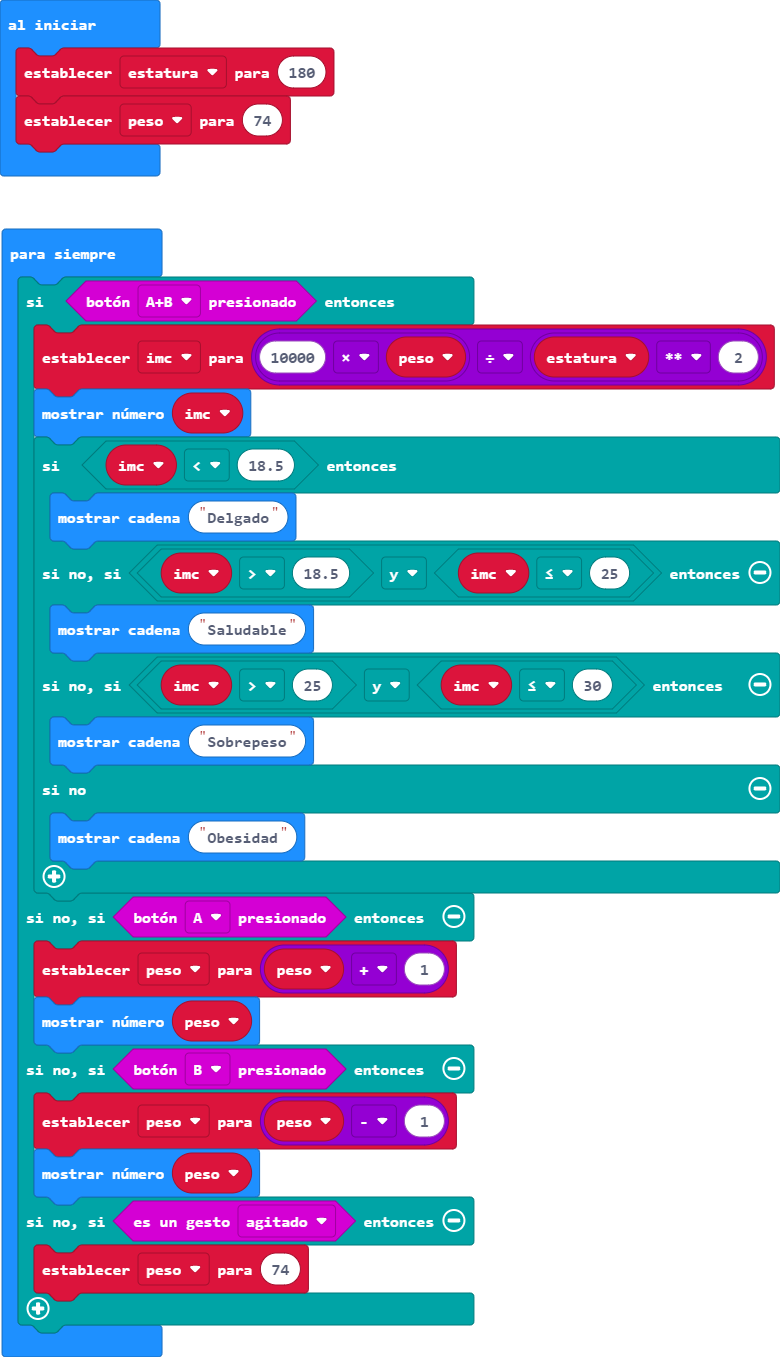 al iniciar
establecer estatura para 180
establecer peso para 74
para siempre
si botón A+B presionado entonces
establecer imc para 10000 × peso ÷ estatura ** 2
mostrar número imc
si imc < 18.5 entonces
mostrar cadena "Delgado"
si no, si imc > 18.5 y imc ≤ 25 entonces
mostrar cadena "Saludable"
si no, si imc > 25 y imc ≤ 30 entonces
mostrar cadena "Sobrepeso"
si no
mostrar cadena "Obesidad"
si no, si botón A presionado entonces
establecer peso para peso + 1
mostrar número peso
si no, si botón B presionado entonces
establecer peso para peso - 1
mostrar número peso
si no, si es un gesto agitado entonces
establecer peso para 74